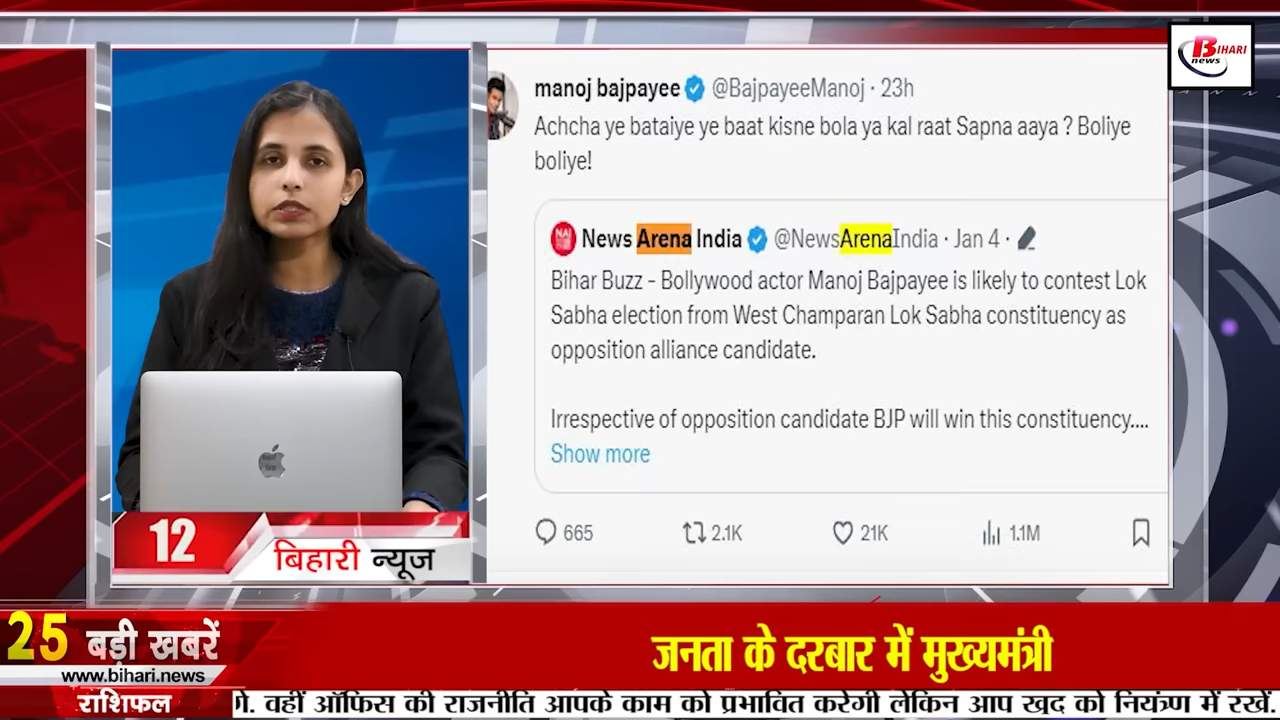 BIHARI
news
manoj bajpayee @BajpayeeManoj · 23h
Achcha ye bataiye ye baat kisne bola ya kal raat Sapna aaya ? Boliye
boliye!
NAI
News Arena India @NewsArenaIndia · Jan 4 ·
Bihar Buzz - Bollywood actor Manoj Bajpayee is likely to contest Lok
Sabha election from West Champaran Lok Sabha constituency as
opposition alliance candidate.
Irrespective of opposition candidate BJP will win this constituency....
Show more
665 2.1K 21K 1.1M
12 बिहारी न्यूज
25 बड़ी खबरें
www.bihari.news
जनता के दरबार में मुख्यमंत्री
राशिफल
गे. वहीं ऑफिस की राजनीति आपके काम को प्रभावित करेगी लेकिन आप खुद को नियंत्रण में रखें.